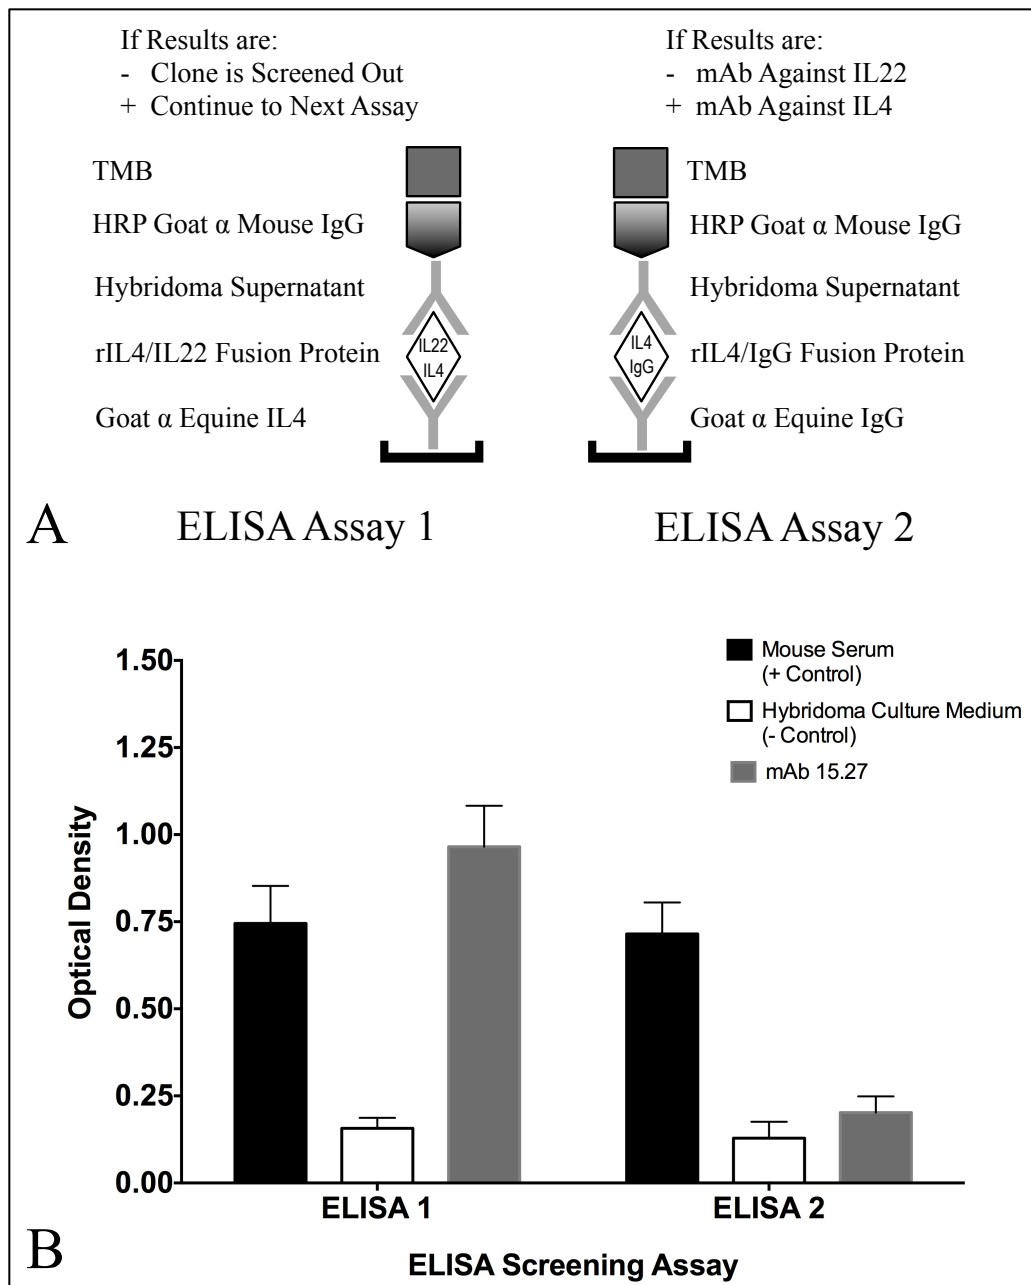 If Results are:
- Clone is Screened Out
+ Continue to Next Assay
TMB
HRP Goat α Mouse IgG
Hybridoma Supernatant
rIL4/IL22 Fusion Protein
Goat α Equine IL4
IL22
IL4
ELISA Assay 1
If Results are:
- mAb Against IL22
+ mAb Against IL4
TMB
HRP Goat α Mouse IgG
Hybridoma Supernatant
rIL4/IgG Fusion Protein
Goat α Equine IgG
IL4
IgG
ELISA Assay 2
A
Mouse Serum
(+ Control)
Hybridoma Culture Medium
(- Control)
mAb 15.27
Optical Density
1.50
1.25
1.00
0.75
0.50
0.25
0.00
ELISA 1
ELISA 2
ELISA Screening Assay
B